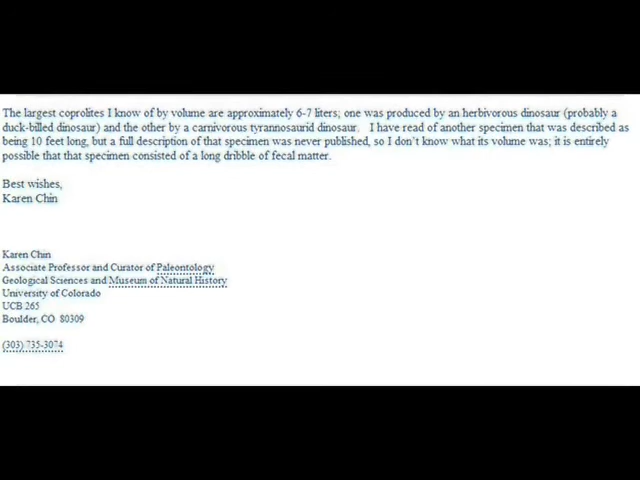 The largest coprolites I know of by volume are approximately 6-7 liters; one was produced by an herbivorous dinosaur (probably a
duck-billed dinosaur) and the other by a carnivorous tyrannosaurid dinosaur.   I have read of another specimen that was described as
being 10 feet long, but a full description of that specimen was never published, so I don't know what its volume was; it is entirely
possible that that specimen consisted of a long dribble of fecal matter.
Best wishes,
Karen Chin
Karen Chin
Associate Professor and Curator of Paleontology
Geological Sciences and Museum of Natural History
University of Colorado
UCB 265
Boulder, CO  80309
(303) 735-3074